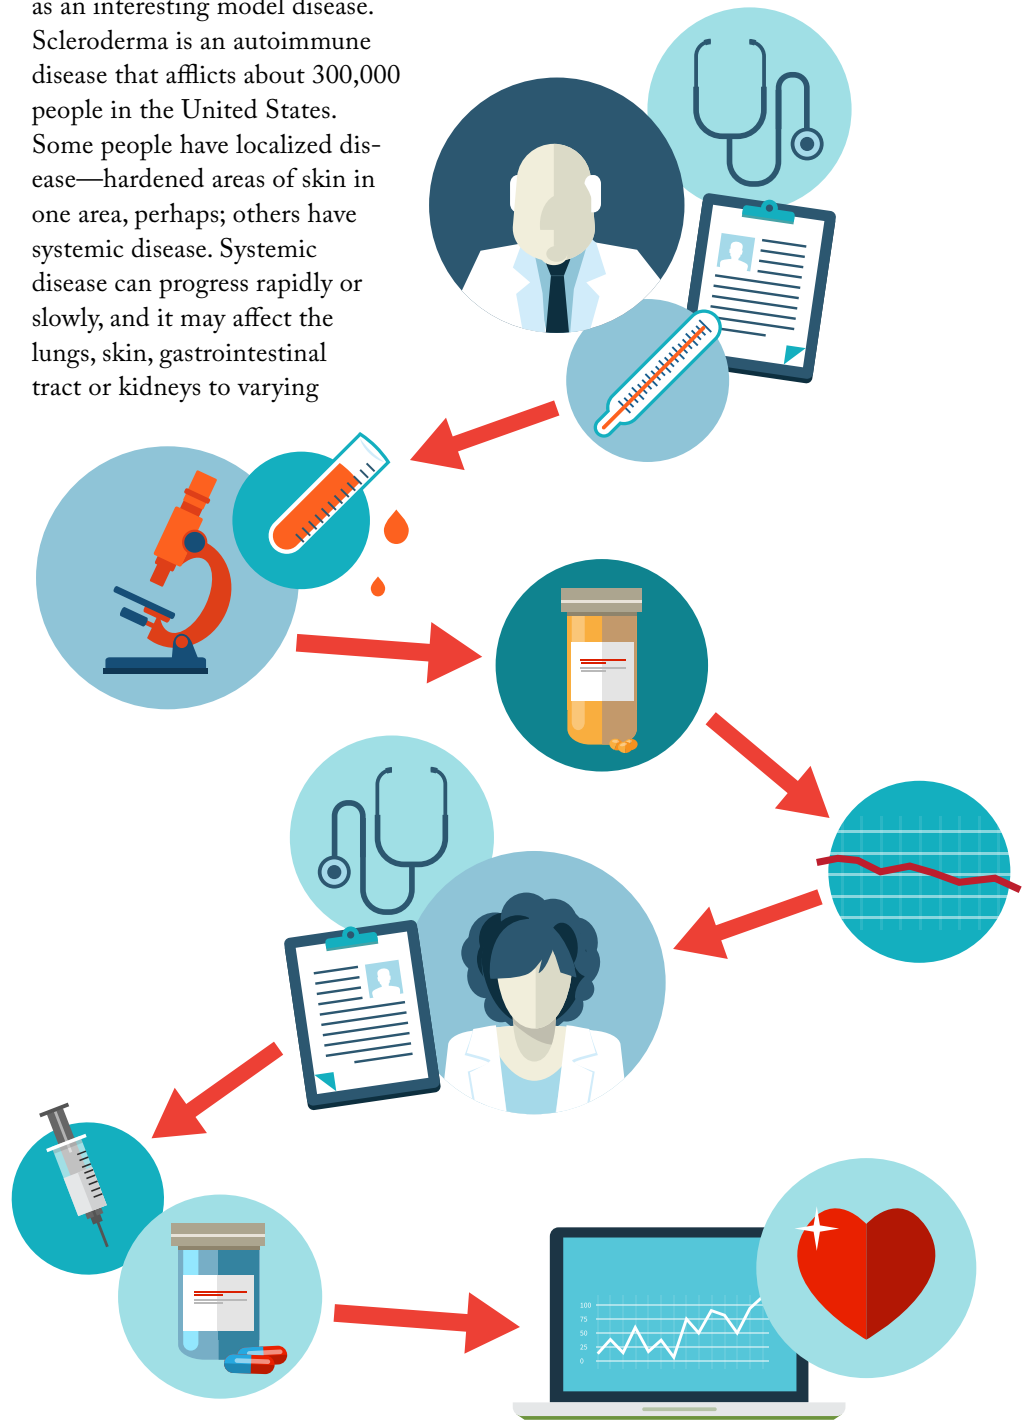 as an interesting model disease.
Scleroderma is an autoimmune
disease that afflicts about 300,000
people in the United States.
Some people have localized dis-
ease—hardened areas of skin in
one area, perhaps; others have
systemic disease. Systemic
disease can progress rapidly or
slowly, and it may affect the
lungs, skin, gastrointestinal
tract or kidneys to varying
100
75
50
25
0